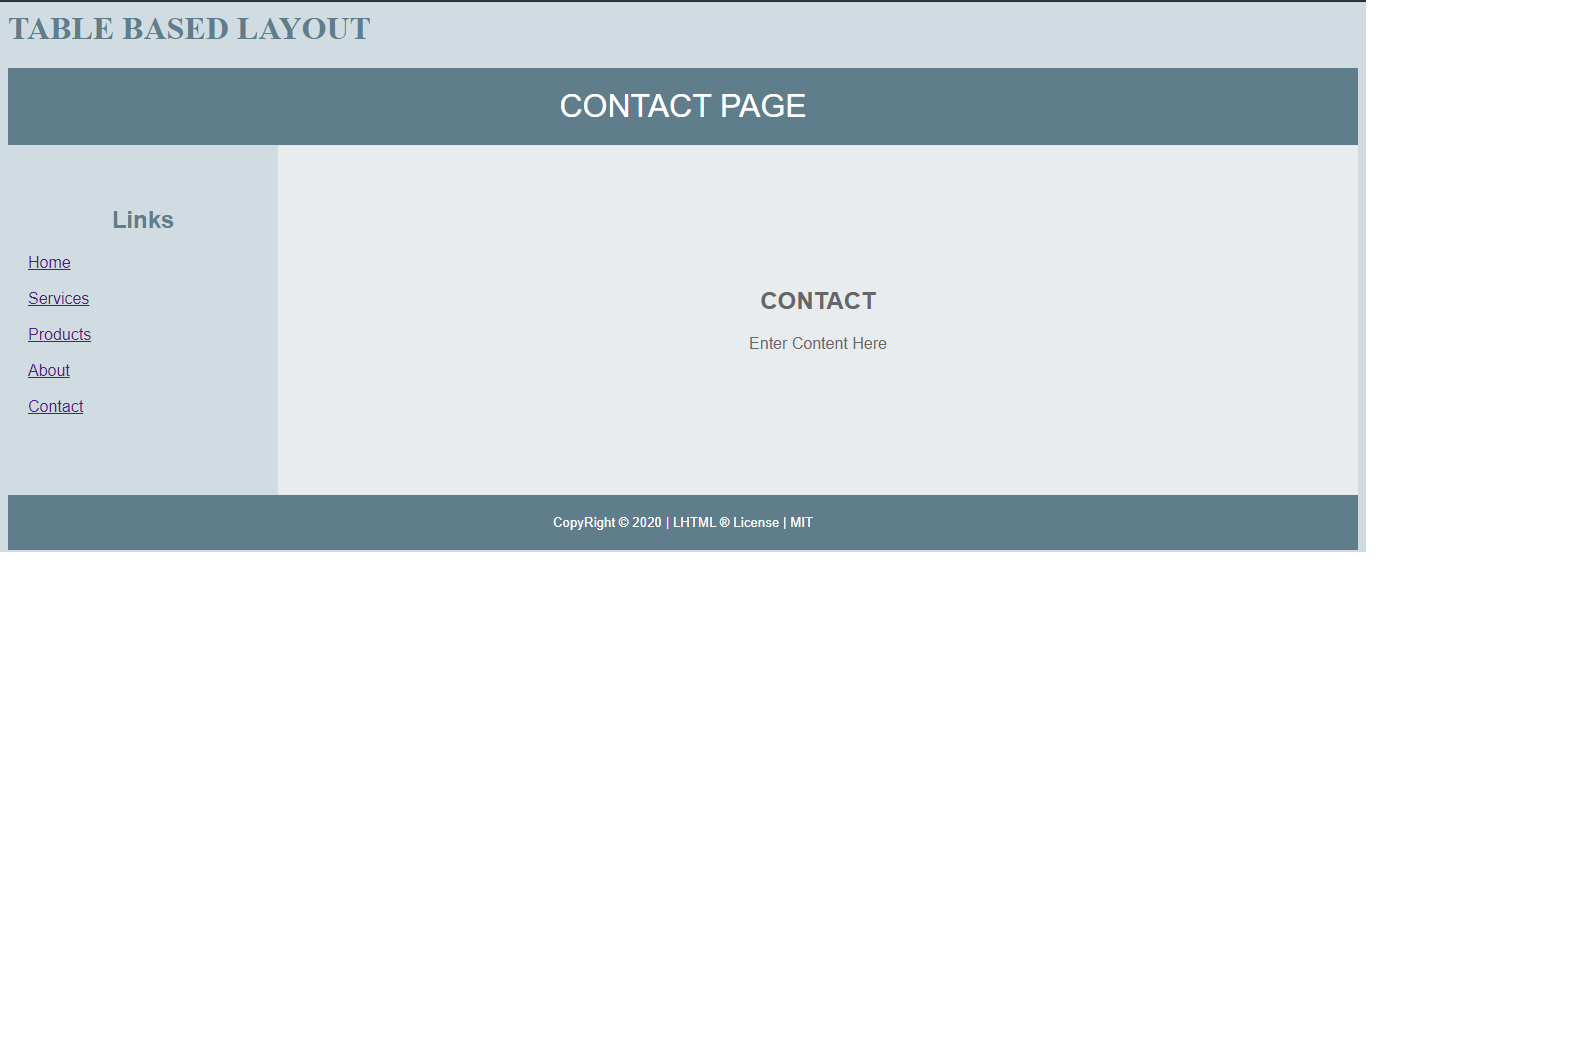 TABLE BASED LAYOUT
CONTACT PAGE
Links
Home
Services
Products
About
Contact
CONTACT
Enter Content Here
CopyRight © 2020 | LHTML ® License | MIT